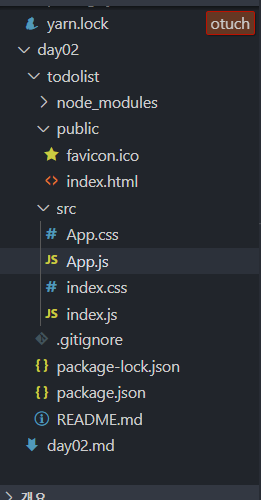 yarn.lock otuch
day02
todolist
node_modules
public
favicon.ico
index.html
src
# App.css
JS App.js
# index.css
JS index.js
.gitignore
{} package-lock.json
{} package.json
README.md
day02.md